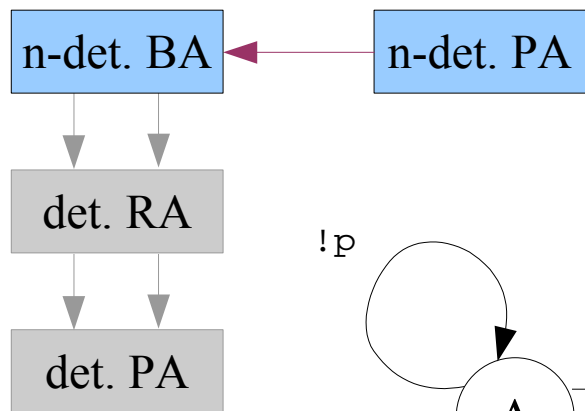 n-det. BA
n-det. PA
det. RA
!p
det. PA
A